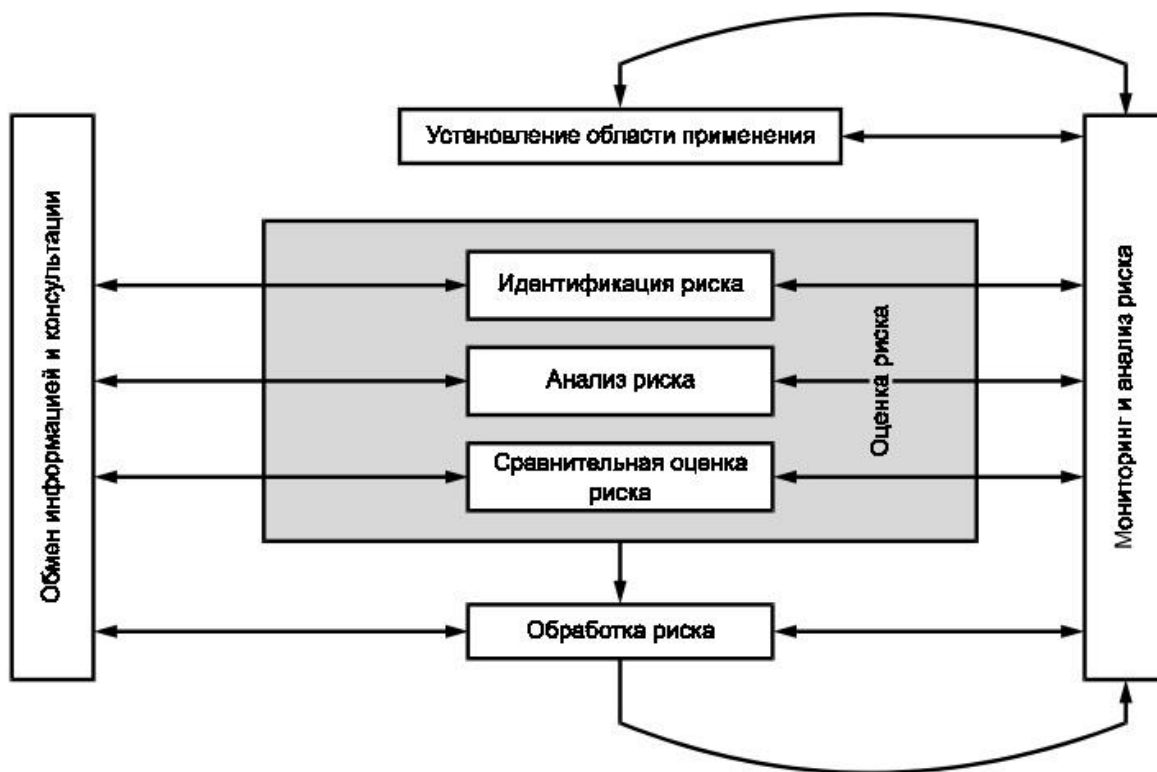 Установление области применения
Обмен информацией и консультации
Идентификация риска
Анализ риска
Сравнительная оценка
риска
Оценка риска
Обработка риска
Мониторинг и анализ риска